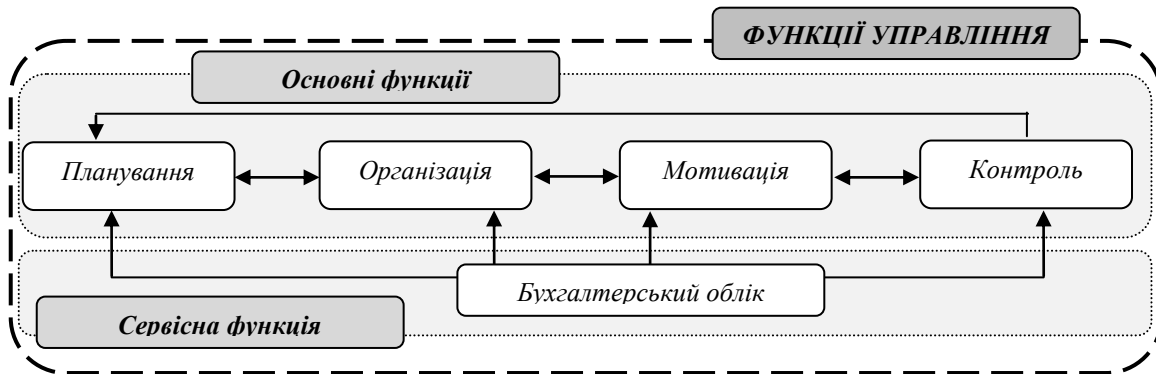 ФУНКЦІЇ УПРАВЛІННЯ
Основні функції
Планування
Організація
Мотивація
Контроль
Бухгалтерський облік
Сервісна функція